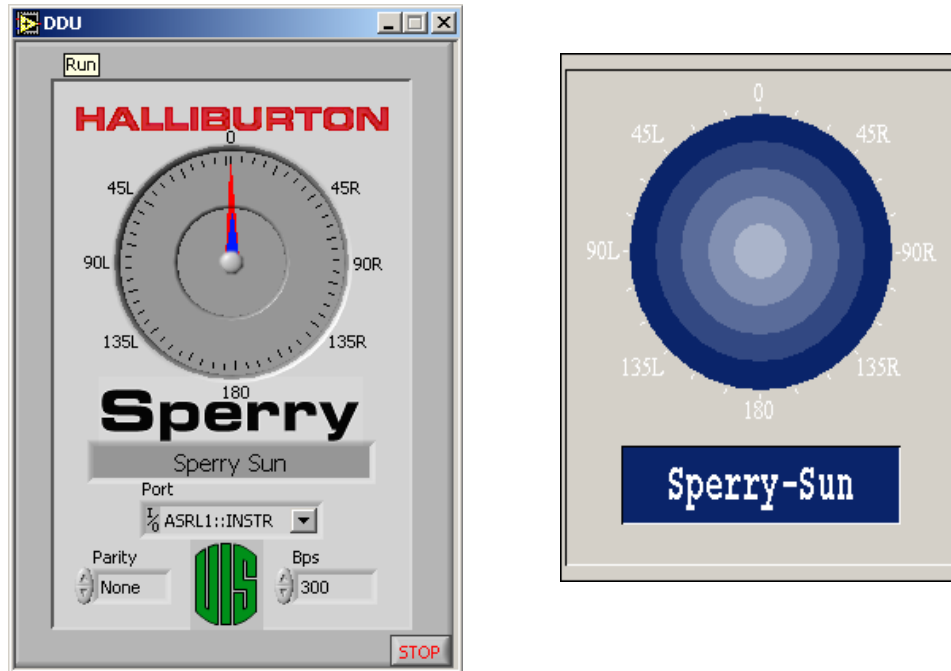 DDU
Run
HALLIBURTON
0
45L
45R
90L
90R
135L
135R
180
Sperry
Sperry Sun
Port
I/O ASRL1::INSTR
Parity
Bps
None
UIS
300
STOP
0
45L
45R
90L
90R
135L
135R
180
Sperry-Sun